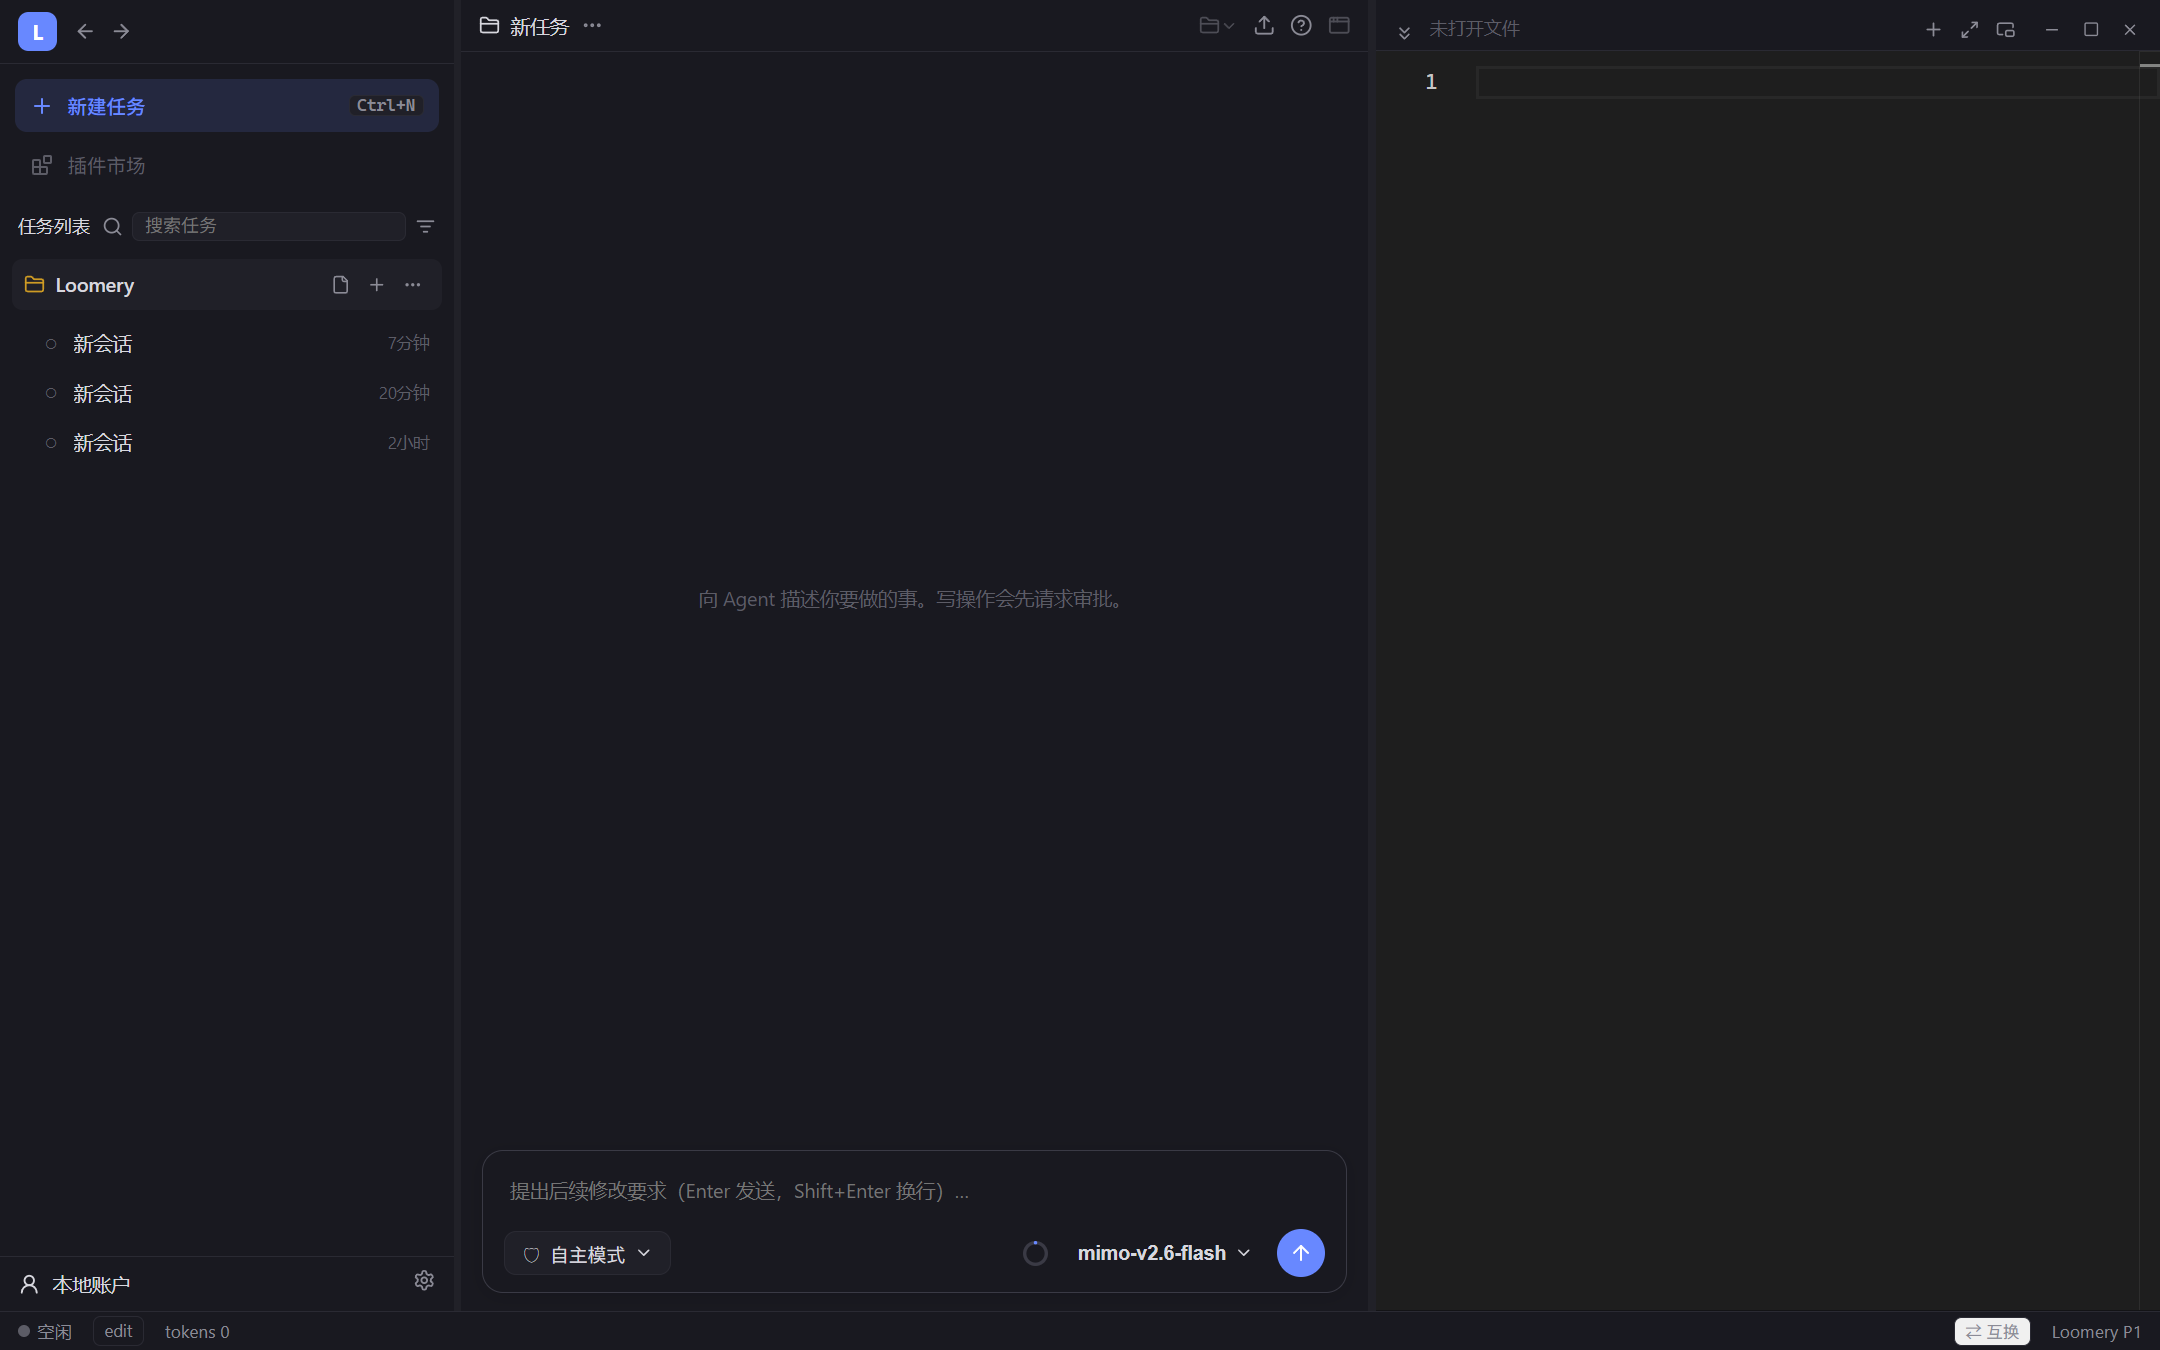 L
新建任务 Ctrl+N
插件市场
任务列表 搜索任务
Loomery
新会话 7分钟
新会话 20分钟
新会话 2小时
本地账户
新任务
向 Agent 描述你要做的事。写操作会先请求审批。
提出后续修改要求（Enter 发送，Shift+Enter 换行）...
自主模式 mimo-v2.6-flash
未打开文件
1
空闲 edit tokens 0
互换 Loomery P1